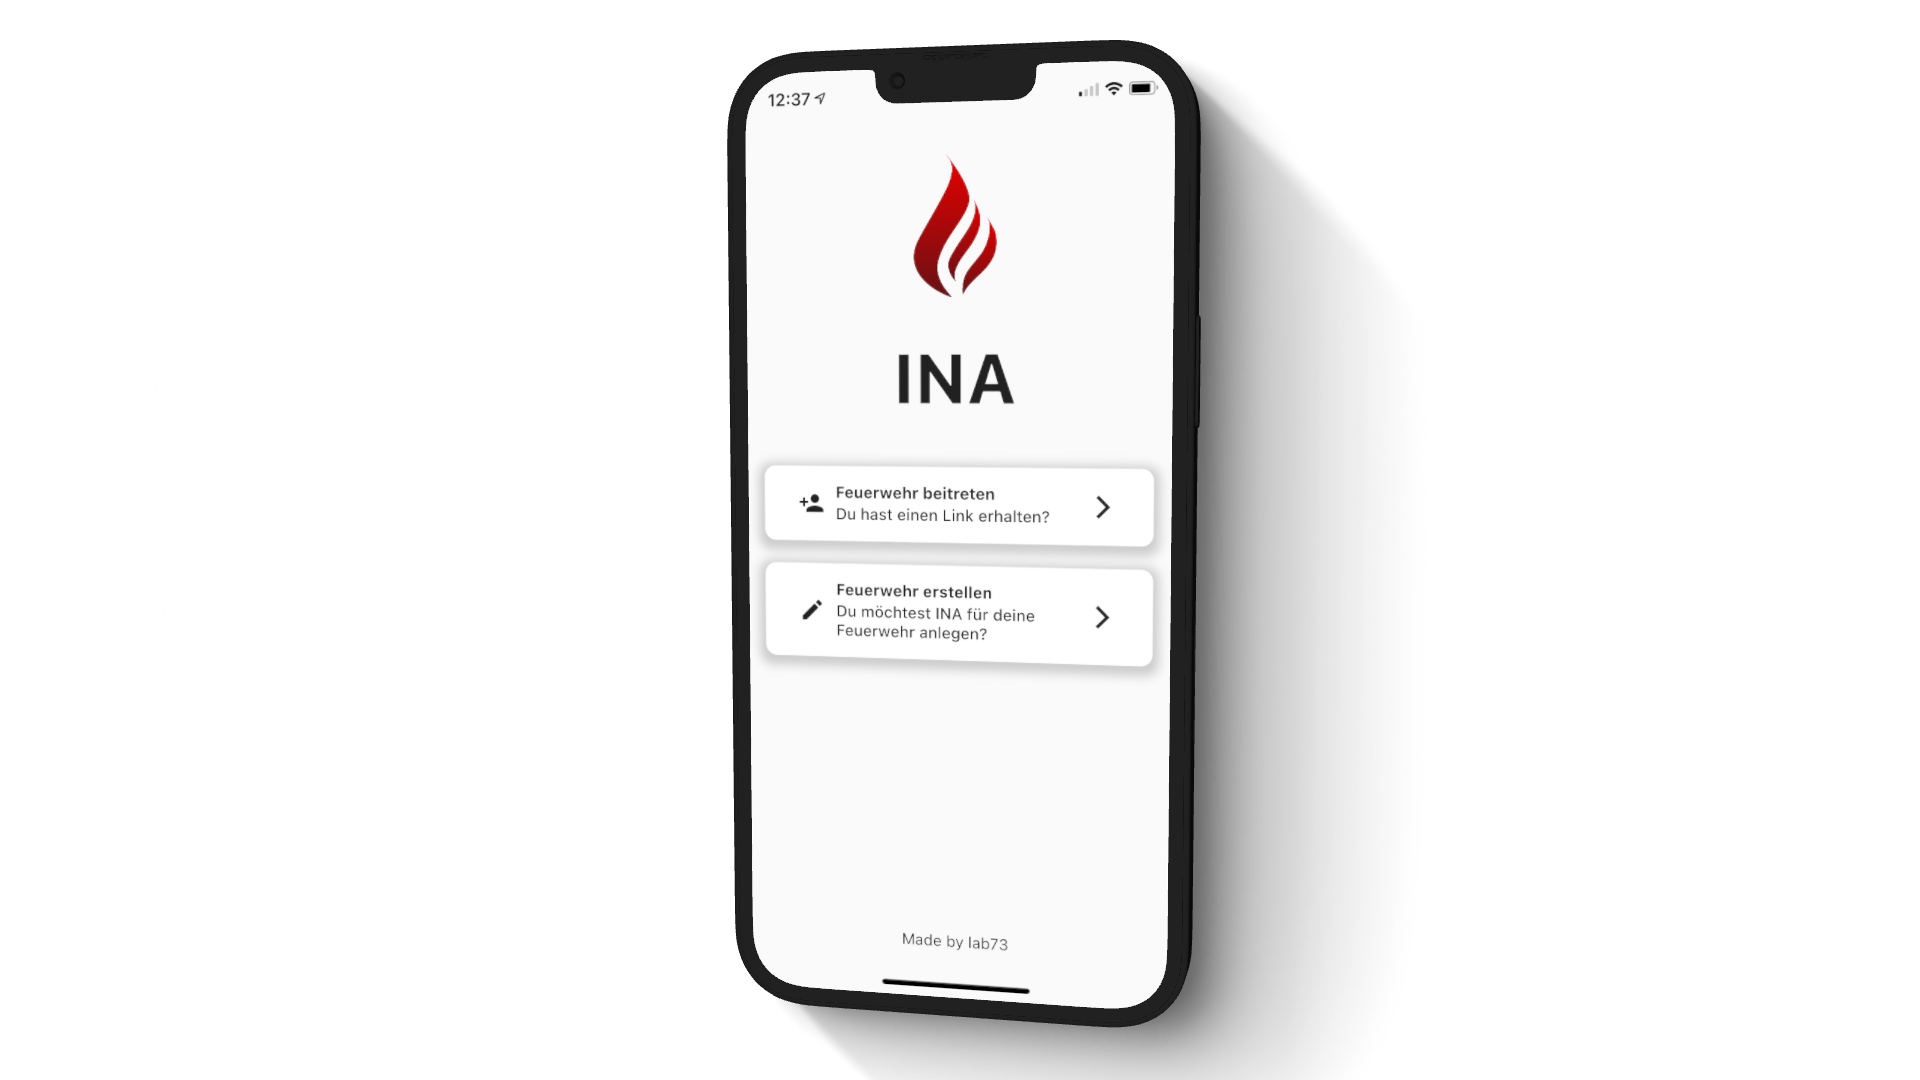 12:37
INA
Feuerwehr beitreten
Du hast einen Link erhalten?
Feuerwehr erstellen
Du möchtest INA für deine
Feuerwehr anlegen?
Made by lab73